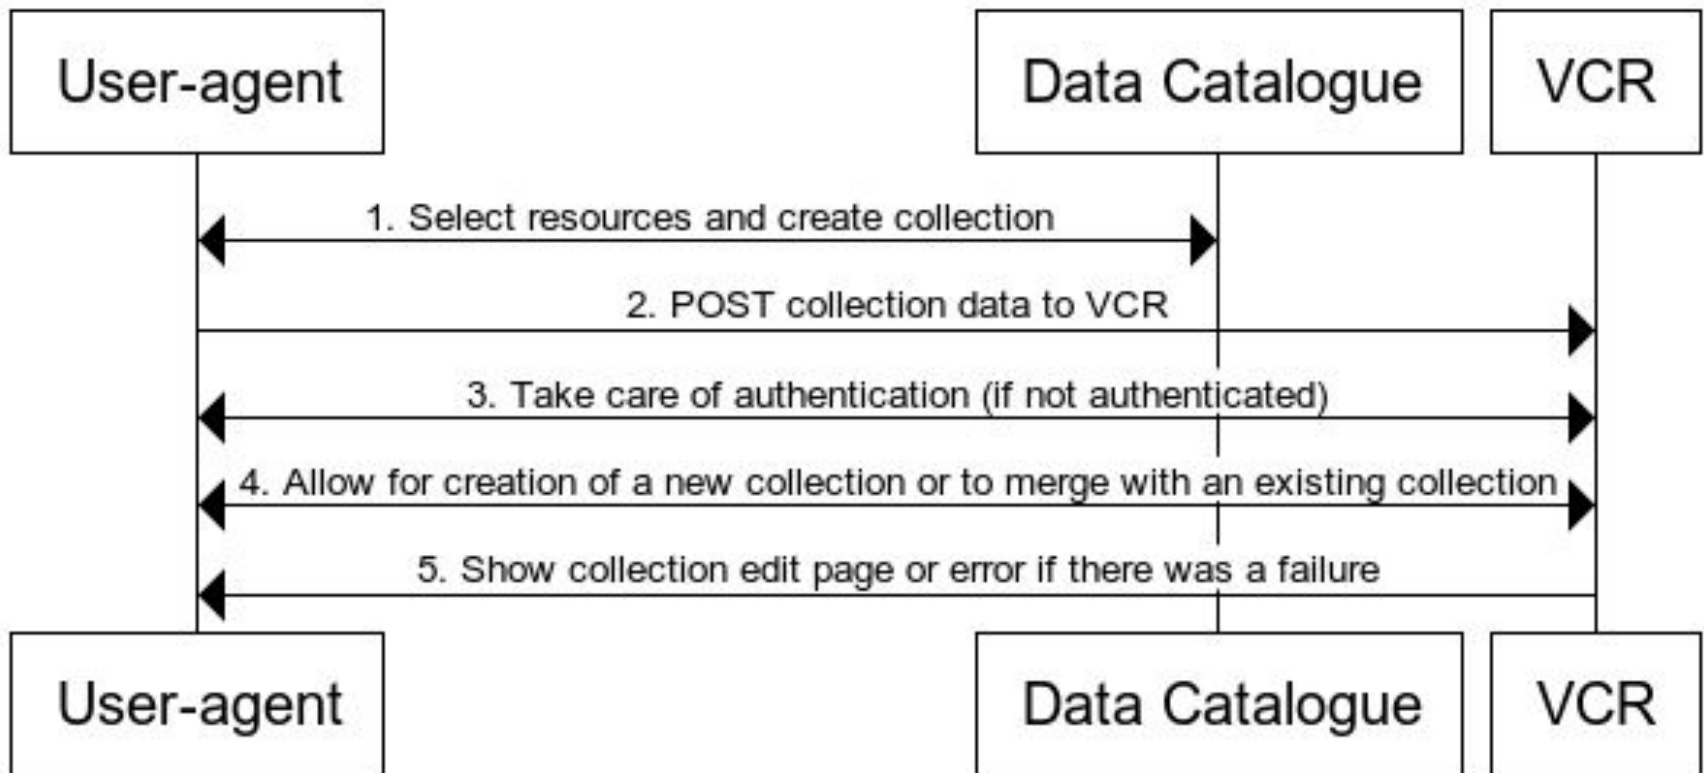 User-agent
Data Catalogue
VCR
1. Select resources and create collection
2. POST collection data to VCR
3. Take care of authentication (if not authenticated)
4. Allow for creation of a new collection or to merge with an existing collection
5. Show collection edit page or error if there was a failure
User-agent
Data Catalogue
VCR